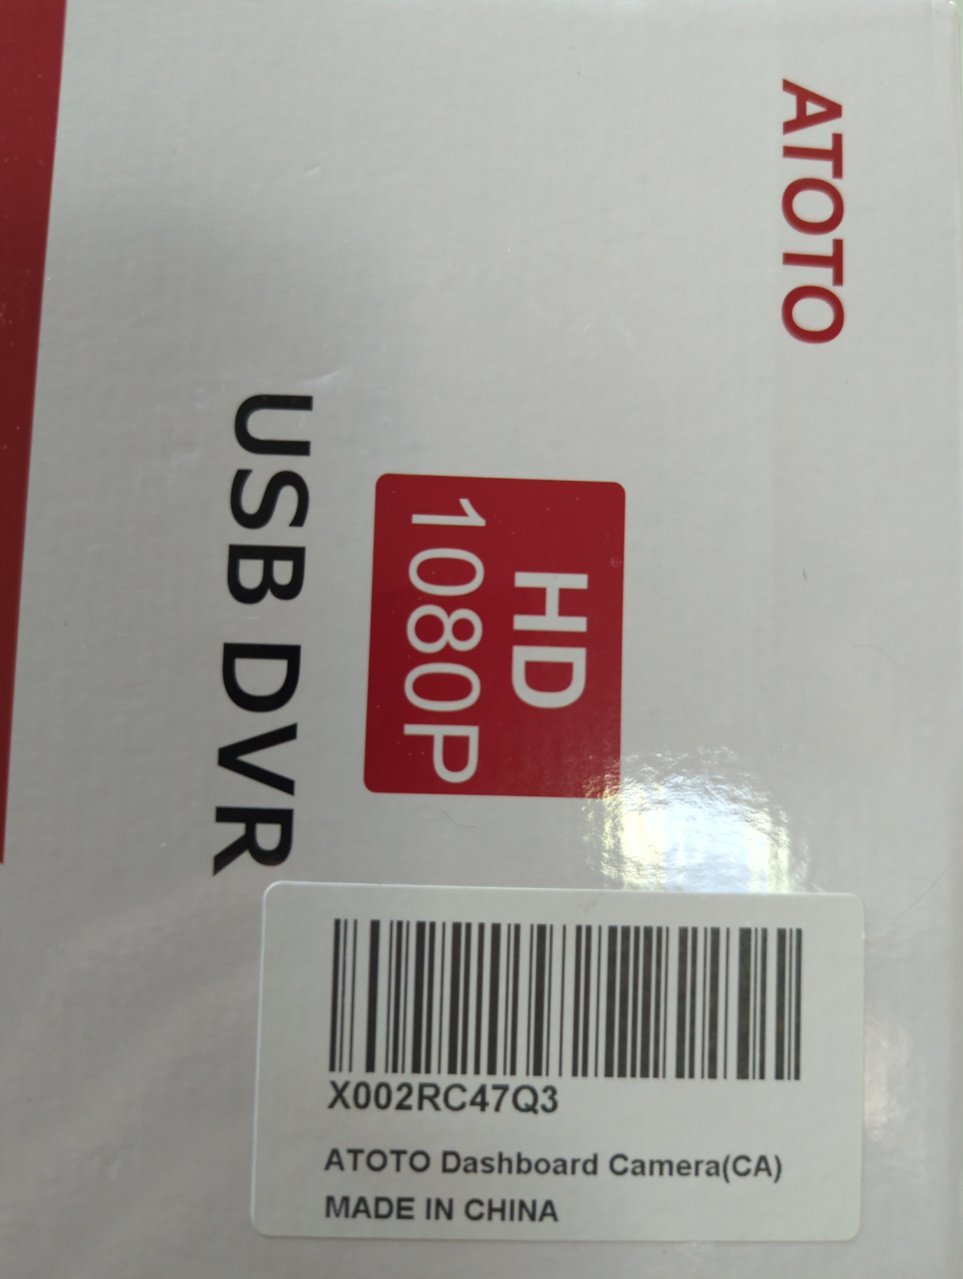 ATOTO
HD
1080P
USB DVR
X002RC47Q3
ATOTO Dashboard Camera(CA)
MADE IN CHINA